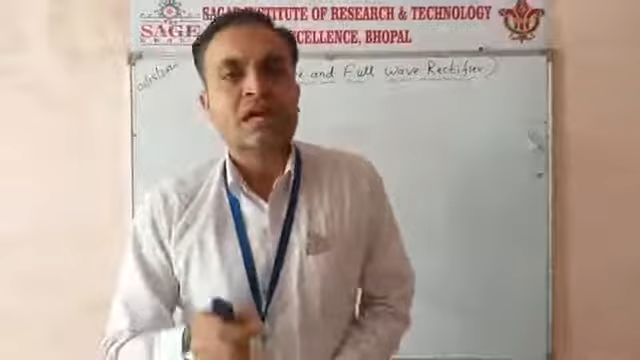 SAGAR INSTITUTE OF RESEARCH & TECHNOLOGY
SAGE
EXCELLENCE, BHOPAL
and Full wave Rectifier)